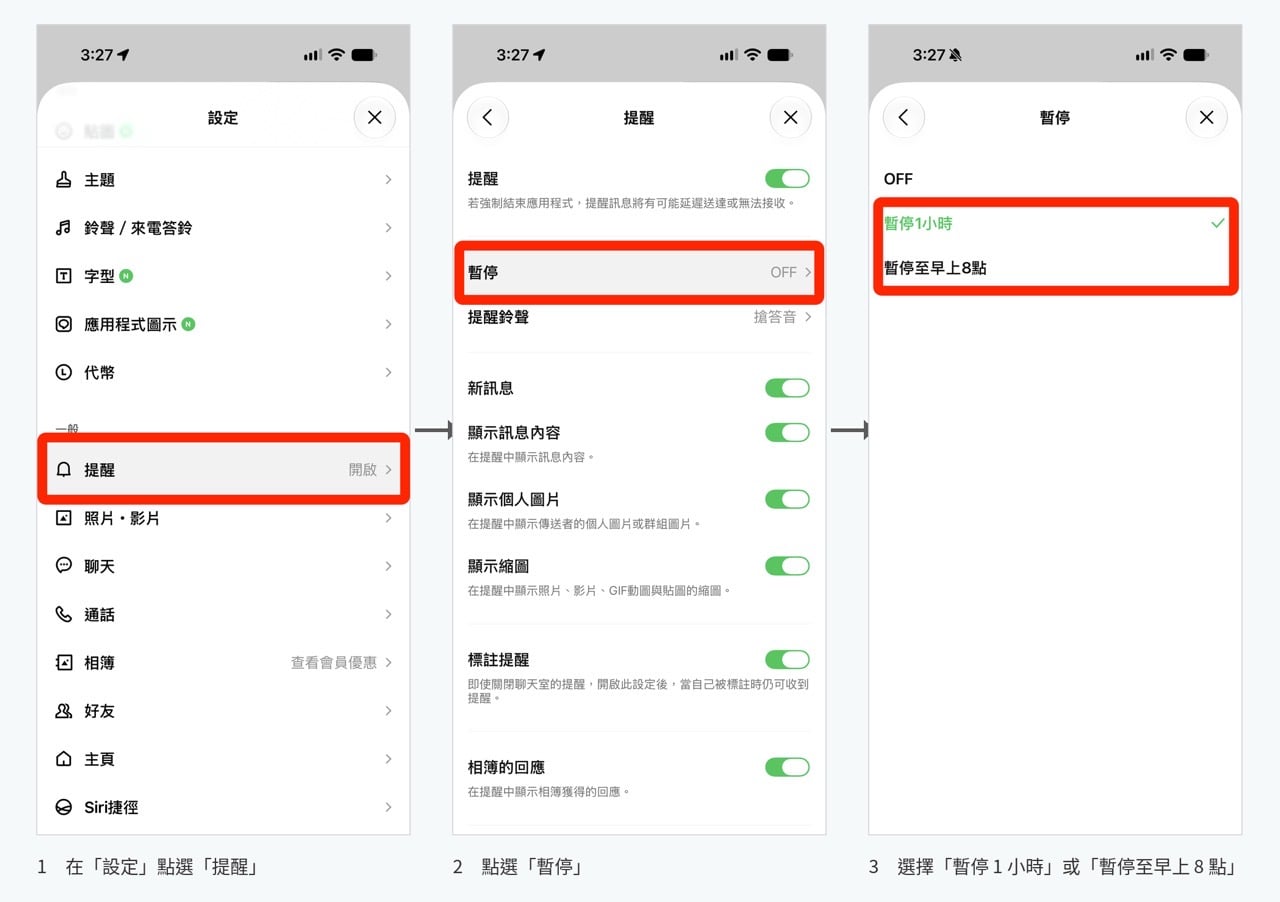 3:27
設定
貼圖 N
主題
鈴聲 / 來電答鈴
字型 N
應用程式圖示 N
代幣
一般
提醒 開啟
照片・影片
聊天
通話
相簿 查看會員優惠
好友
主頁
Siri捷徑
1 在「設定」點選「提醒」
3:27
提醒
提醒
若強制結束應用程式，提醒訊息將有可能延遲送達或無法接收。
暫停 OFF
提醒鈴聲 搶答音
新訊息
顯示訊息內容
在提醒中顯示訊息內容。
顯示個人圖片
在提醒中顯示傳送者的個人圖片或群組圖片。
顯示縮圖
在提醒中顯示照片、影片、GIF動圖與貼圖的縮圖。
標註提醒
即使關閉聊天室的提醒，開啟此設定後，當自己被標註時仍可收到
提醒。
相簿的回應
在提醒中顯示相簿獲得的回應。
2 點選「暫停」
3:27
暫停
OFF
暫停1小時
暫停至早上8點
3 選擇「暫停 1 小時」或「暫停至早上 8 點」